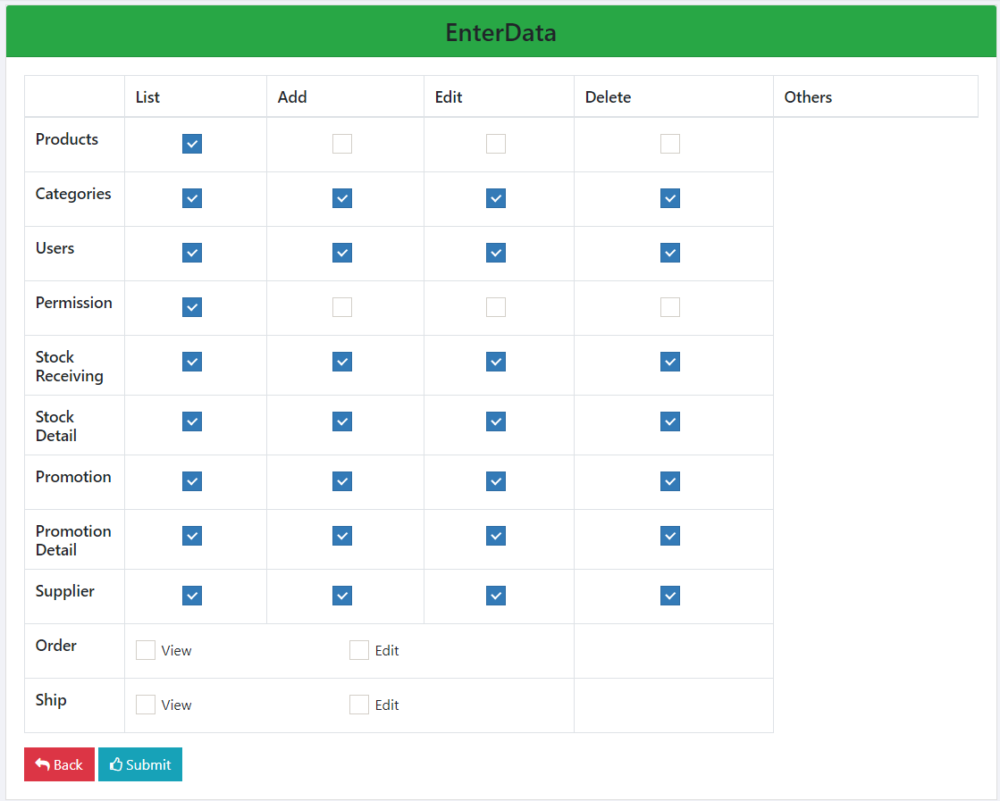 EnterData
List Add Edit Delete Others
Products
Categories
Users
Permission
Stock
Receiving
Stock
Detail
Promotion
Promotion
Detail
Supplier
Order View Edit
Ship View Edit
Back Submit